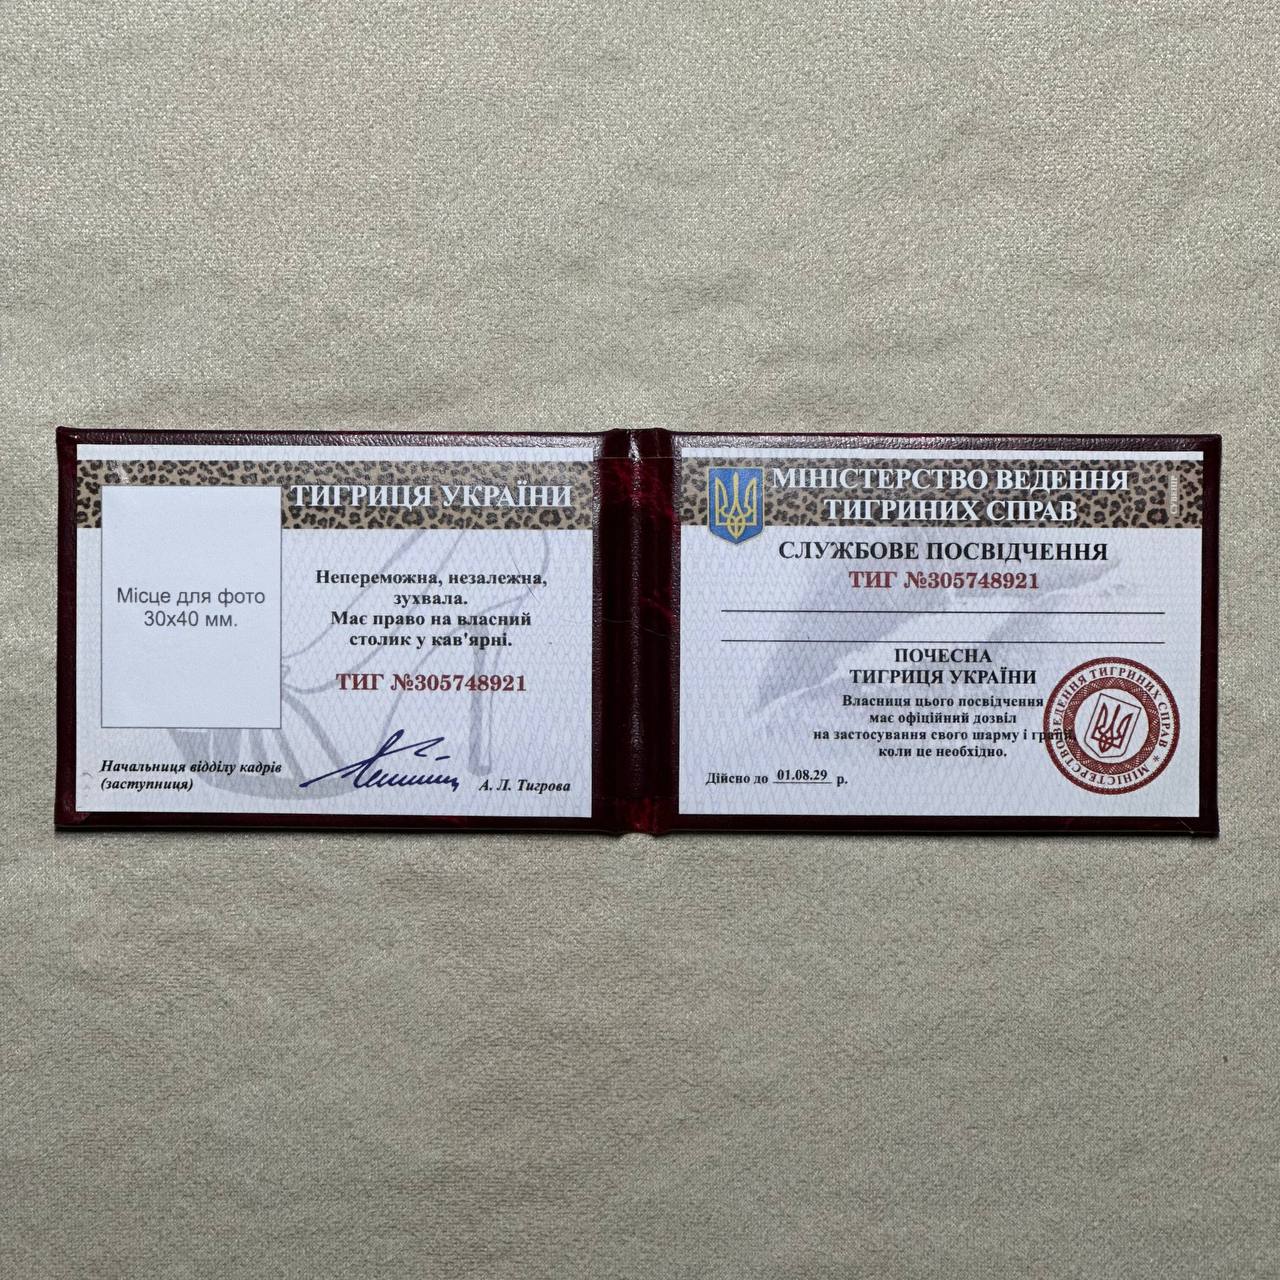 ТИГРИЦЯ УКРАЇНИ
Місце для фото
30х40 мм.
Непереможна, незалежна,
зухвала.
Має право на власний
столик у кав'ярні.
ТИГ №305748921
Начальниця відділу кадрів
(заступниця)
А. Л. Тигрова
МІНІСТЕРСТВО ВЕДЕННЯ
ТИГРИНИХ СПРАВ
СУВЕНІР
СЛУЖБОВЕ ПОСВІДЧЕННЯ
ТИГ №305748921
ПОЧЕСНА
ТИГРИЦЯ УКРАЇНИ
Власниця цього посвідчення
має офіційний дозвіл
на застосування свого шарму і грації,
коли це необхідно.
Дійсно до 01.08.29 р.
* МІНІСТЕРСТВО ВЕДЕННЯ ТИГРИНИХ СПРАВ